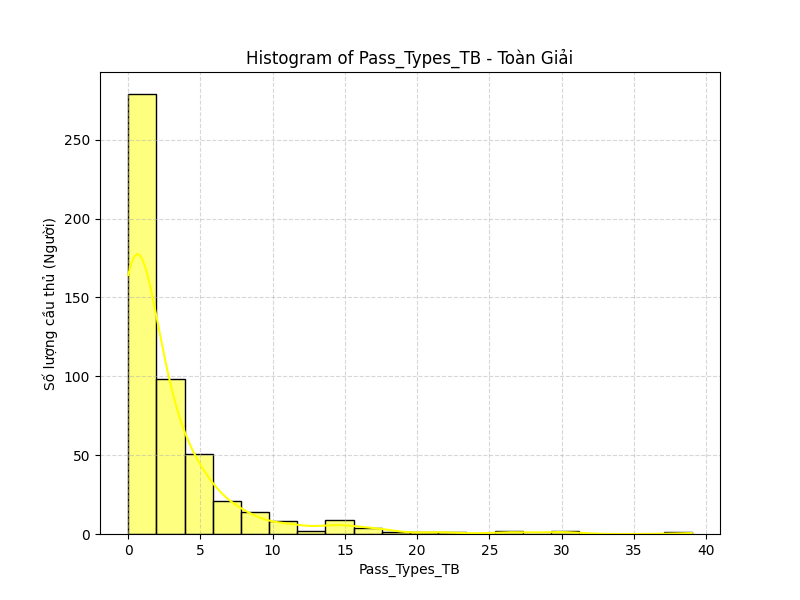 Histogram of Pass_Types_TB - Toàn Giải
Số lượng cầu thủ (Người)
250
200
150
100
50
0
0 5 10 15 20 25 30 35 40
Pass_Types_TB